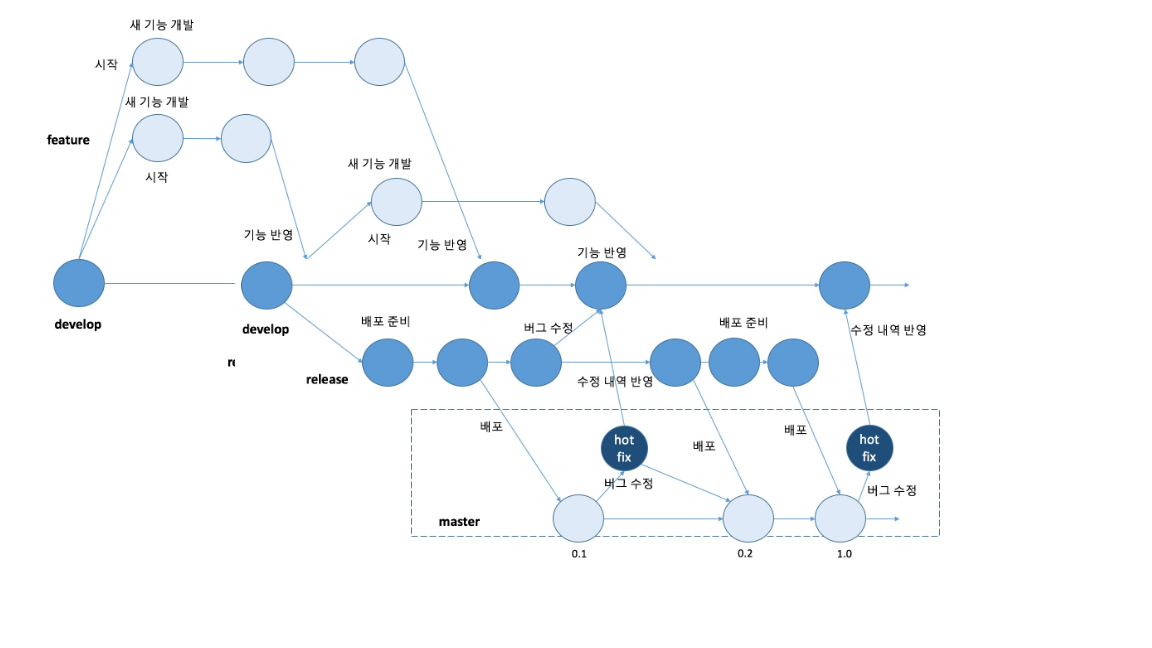 새 기능 개발
시작
새 기능 개발
feature
시작
새 기능 개발
기능 반영
시작
기능 반영
기능 반영
develop
develop
배포 준비
버그 수정
배포 준비
수정 내역 반영
release
수정 내역 반영
배포
hot
fix
배포
배포
hot
fix
버그 수정
버그 수정
master
0.1
0.2
1.0